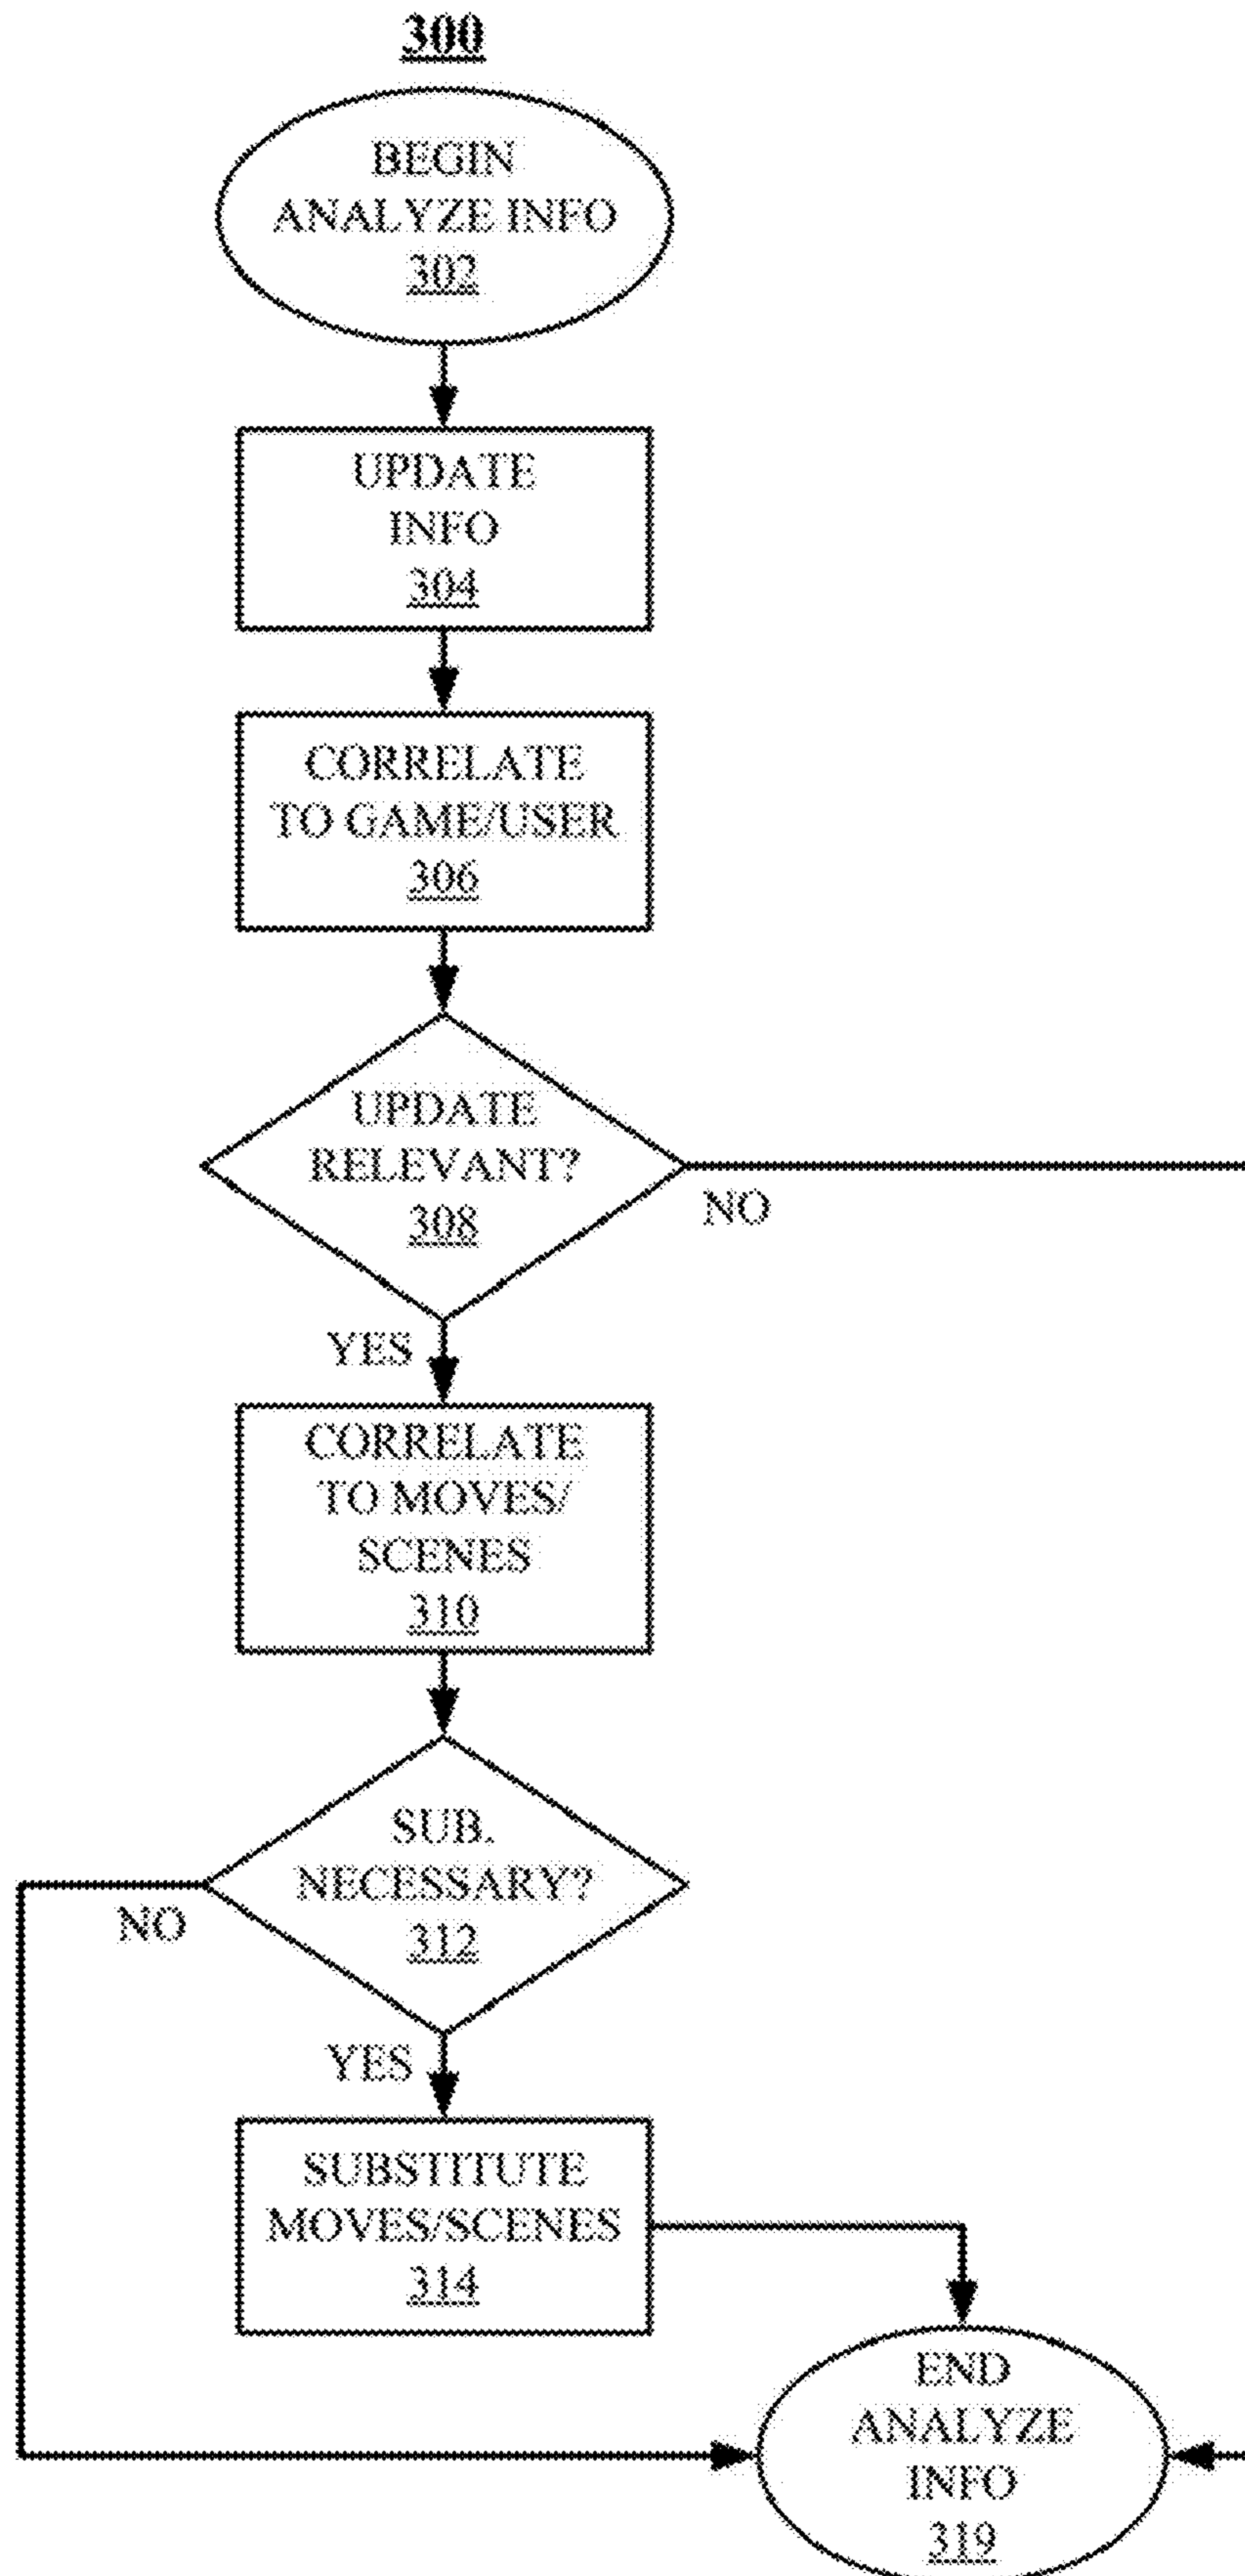 300
BEGIN
ANALYZE INFO
302
UPDATE
INFO
304
CORRELATE
TO GAME/USER
306
UPDATE
RELEVANT?
308
NO
YES
CORRELATE
TO MOVES/
SCENES
310
SUB.
NECESSARY?
312
NO
YES
SUBSTITUTE
MOVES/SCENES
314
END
ANALYZE
INFO
319